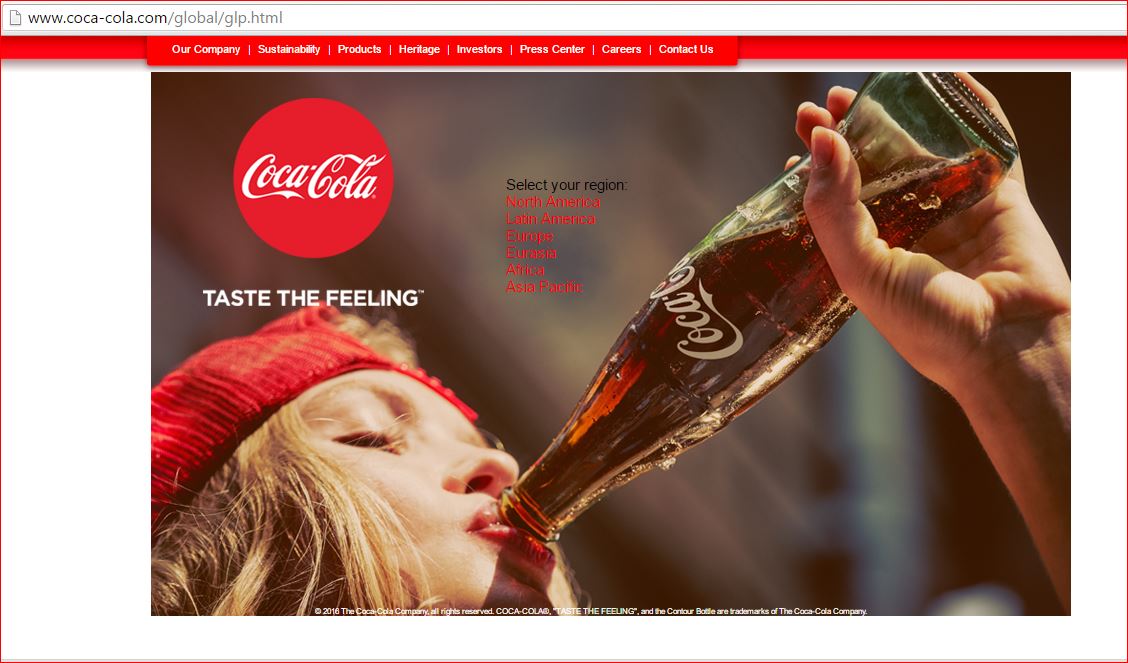 www.coca-cola.com/global/glp.html
Our Company | Sustainability | Products | Heritage | Investors | Press Center | Careers | Contact Us
Coca-Cola®
TASTE THE FEELING™
Select your region:
North America
Latin America
Europe
Eurasia
Africa
Asia Pacific
Coca-Co
© 2016 The Coca-Cola Company, all rights reserved. COCA-COLA®, "TASTE THE FEELING", and the Contour Bottle are trademarks of The Coca-Cola Company.